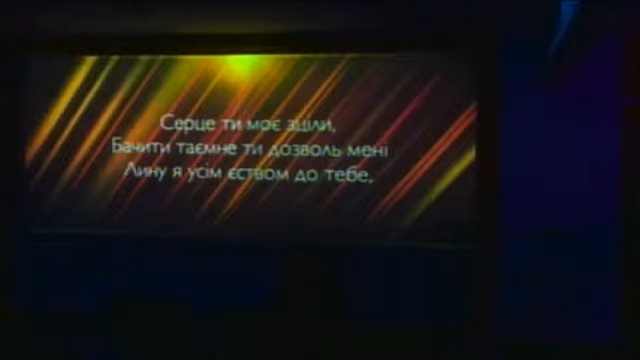 Серце ти моє зціли,
Бачити таємне ти дозволь мені
Лину я усім єством до тебе,